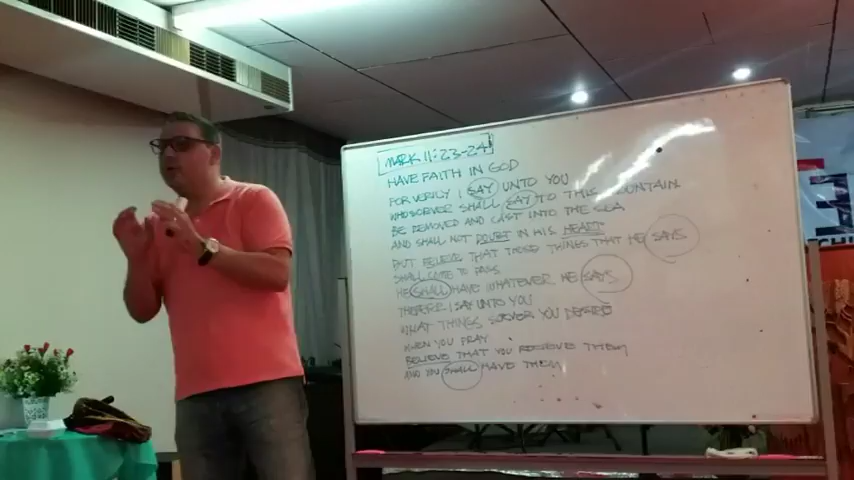 MARK 11:23-24
HAVE FAITH IN GOD
FOR VERILY I SAY UNTO YOU
WHOSOEVER SHALL SAY TO THIS MOUNTAIN
BE REMOVED AND CAST INTO THE SEA
AND SHALL NOT DOUBT IN HIS HEART
BUT BELIEVE THAT THOSE THINGS THAT HE SAYS
SHALL COME TO PASS
HE SHALL HAVE WHATEVER HE SAYS
THEREFORE I SAY UNTO YOU
WHAT THINGS SOEVER YOU DESIRE
WHEN YOU PRAY
BELIEVE THAT YOU RECEIVE THEM
AND YOU SHALL HAVE THEM